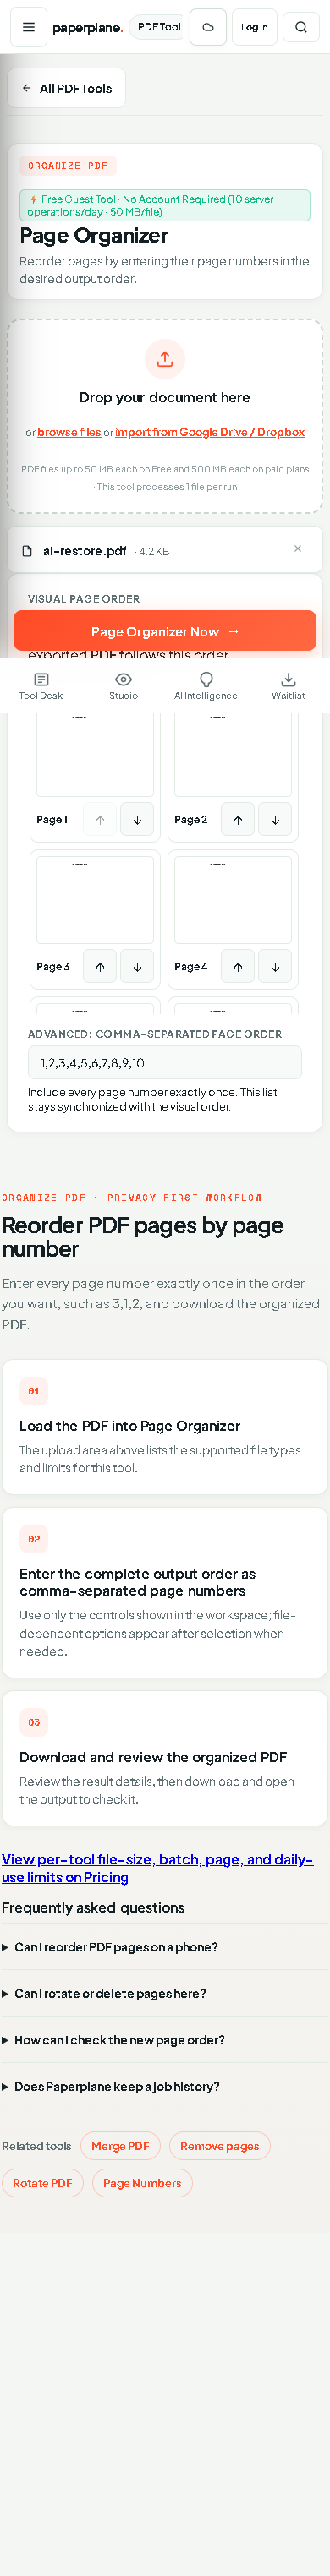 paperplane.
PDF Tool
Log in
All PDF Tools
ORGANIZE PDF
Free Guest Tool · No Account Required (10 server
operations/day · 50 MB/file)
Page Organizer
Reorder pages by entering their page numbers in the
desired output order.
Drop your document here
or browse files or import from Google Drive / Dropbox
PDF files up to 50 MB each on Free and 500 MB each on paid plans
· This tool processes 1 file per run
al-restore.pdf · 4.2 KB
×
VISUAL PAGE ORDER
Page Organizer Now →
exported PDF follows this order.
Tool Desk
Studio
AI Intelligence
Waitlist
Page 1 ↑ ↓
Page 2 ↑ ↓
Page 3 ↑ ↓
Page 4 ↑ ↓
ADVANCED: COMMA-SEPARATED PAGE ORDER
1,2,3,4,5,6,7,8,9,10
Include every page number exactly once. This list
stays synchronized with the visual order.
ORGANIZE PDF · PRIVACY-FIRST WORKFLOW
Reorder PDF pages by page
number
Enter every page number exactly once in the order
you want, such as 3,1,2, and download the organized
PDF.
01
Load the PDF into Page Organizer
The upload area above lists the supported file types
and limits for this tool.
02
Enter the complete output order as
comma-separated page numbers
Use only the controls shown in the workspace; file-
dependent options appear after selection when
needed.
03
Download and review the organized PDF
Review the result details, then download and open
the output to check it.
View per-tool file-size, batch, page, and daily-
use limits on Pricing
Frequently asked questions
Can I reorder PDF pages on a phone?
Can I rotate or delete pages here?
How can I check the new page order?
Does Paperplane keep a job history?
Related tools
Merge PDF
Remove pages
Rotate PDF
Page Numbers